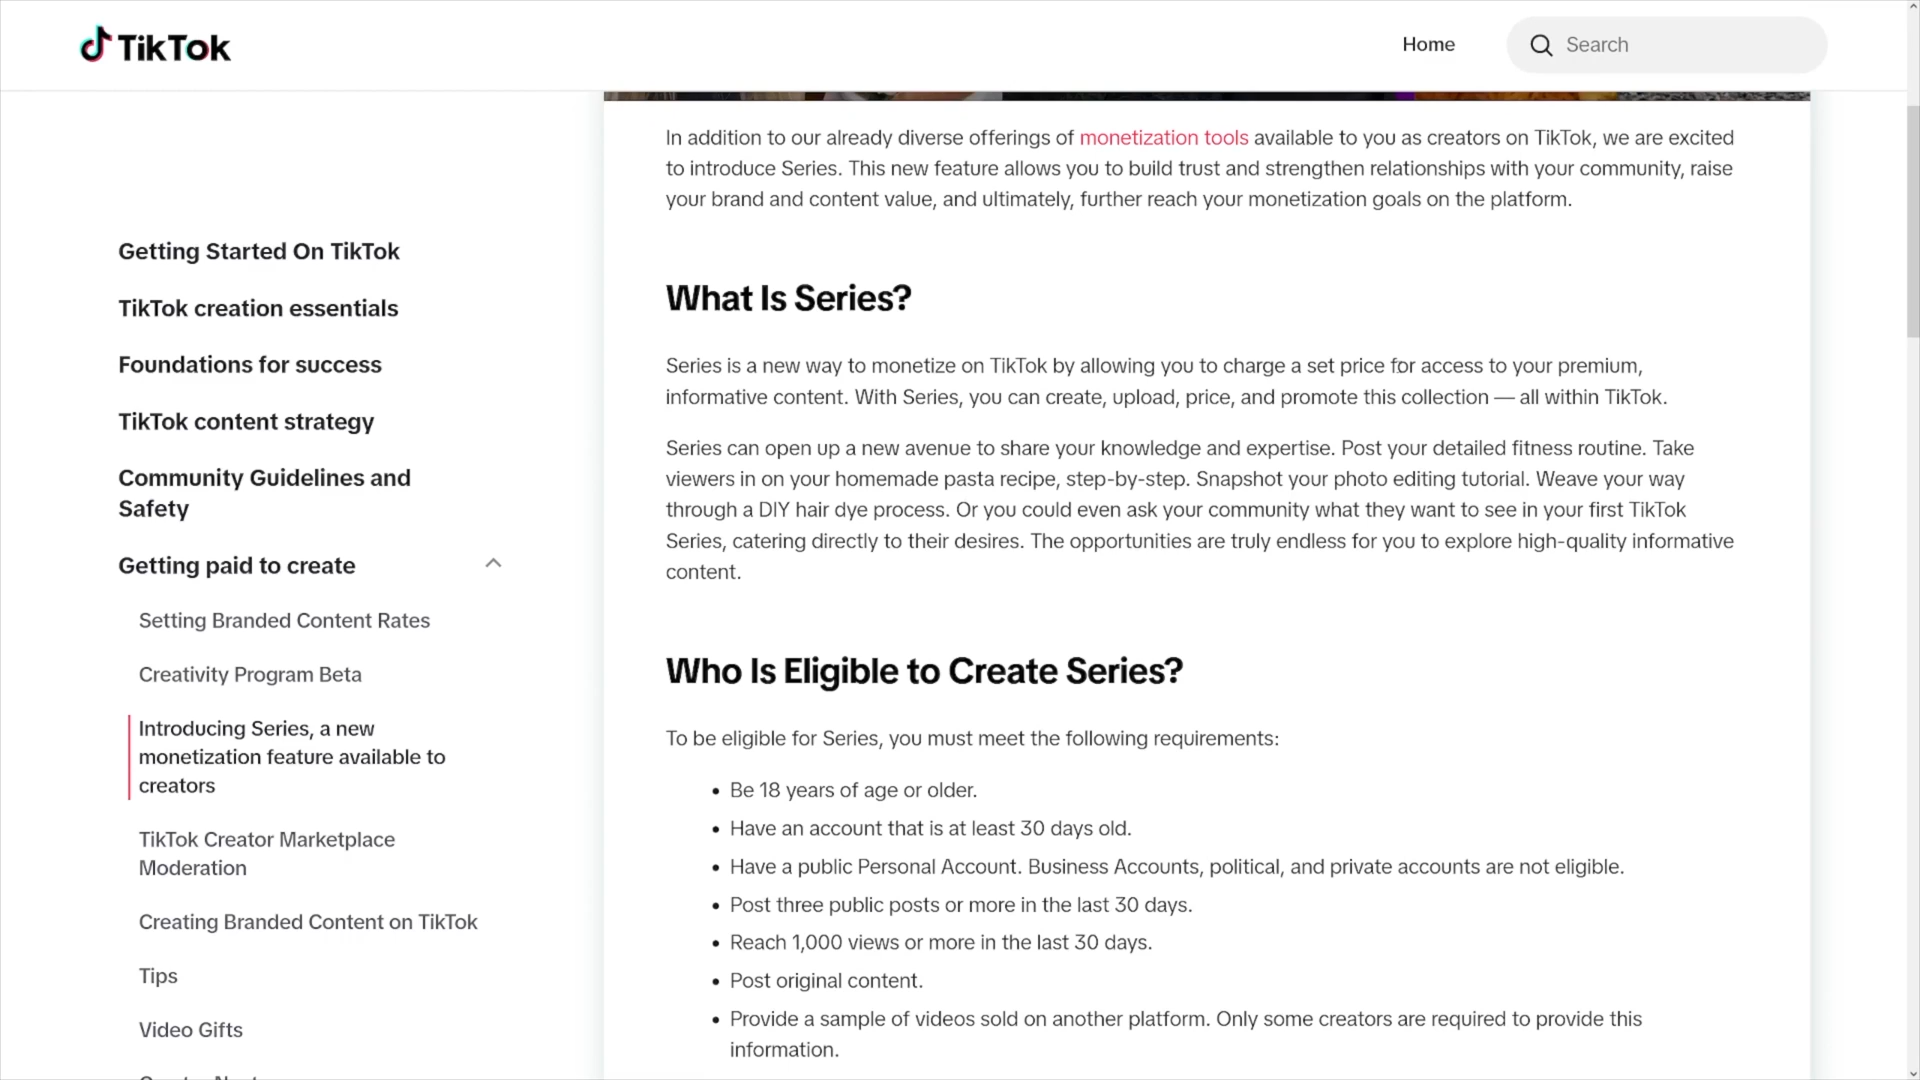 TikTok
Home
Search
In addition to our already diverse offerings of monetization tools available to you as creators on TikTok, we are excited
to introduce Series. This new feature allows you to build trust and strengthen relationships with your community, raise
your brand and content value, and ultimately, further reach your monetization goals on the platform.
Getting Started On TikTok
TikTok creation essentials
Foundations for success
TikTok content strategy
Community Guidelines and
Safety
Getting paid to create
Setting Branded Content Rates
Creativity Program Beta
Introducing Series, a new
monetization feature available to
creators
TikTok Creator Marketplace
Moderation
Creating Branded Content on TikTok
Tips
Video Gifts
What Is Series?
Series is a new way to monetize on TikTok by allowing you to charge a set price for access to your premium,
informative content. With Series, you can create, upload, price, and promote this collection — all within TikTok.
Series can open up a new avenue to share your knowledge and expertise. Post your detailed fitness routine. Take
viewers in on your homemade pasta recipe, step-by-step. Snapshot your photo editing tutorial. Weave your way
through a DIY hair dye process. Or you could even ask your community what they want to see in your first TikTok
Series, catering directly to their desires. The opportunities are truly endless for you to explore high-quality informative
content.
Who Is Eligible to Create Series?
To be eligible for Series, you must meet the following requirements:
• Be 18 years of age or older.
• Have an account that is at least 30 days old.
• Have a public Personal Account. Business Accounts, political, and private accounts are not eligible.
• Post three public posts or more in the last 30 days.
• Reach 1,000 views or more in the last 30 days.
• Post original content.
• Provide a sample of videos sold on another platform. Only some creators are required to provide this
information.